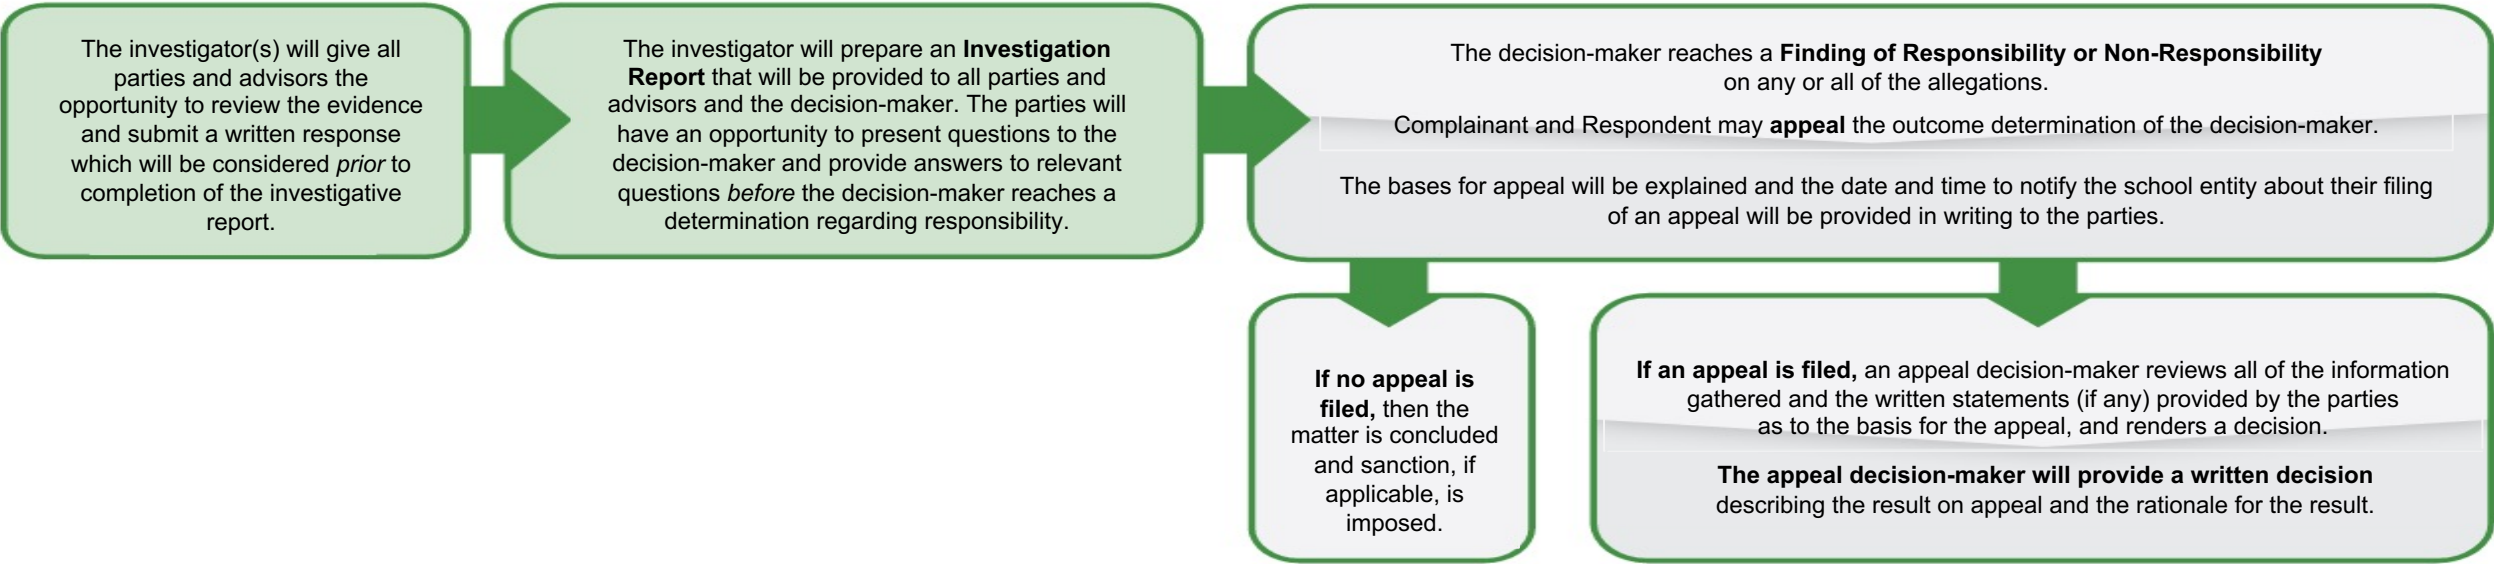 The investigator(s) will give all
parties and advisors the
opportunity to review the evidence
and submit a written response
which will be considered prior to
completion of the investigative
report.
The investigator will prepare an Investigation
Report that will be provided to all parties and
advisors and the decision-maker. The parties will
have an opportunity to present questions to the
decision-maker and provide answers to relevant
questions before the decision-maker reaches a
determination regarding responsibility.
The decision-maker reaches a Finding of Responsibility or Non-Responsibility
on any or all of the allegations.
Complainant and Respondent may appeal the outcome determination of the decision-maker.
The bases for appeal will be explained and the date and time to notify the school entity about their filing
of an appeal will be provided in writing to the parties.
If no appeal is
filed, then the
matter is concluded
and sanction, if
applicable, is
imposed.
If an appeal is filed, an appeal decision-maker reviews all of the information
gathered and the written statements (if any) provided by the parties
as to the basis for the appeal, and renders a decision.
The appeal decision-maker will provide a written decision
describing the result on appeal and the rationale for the result.